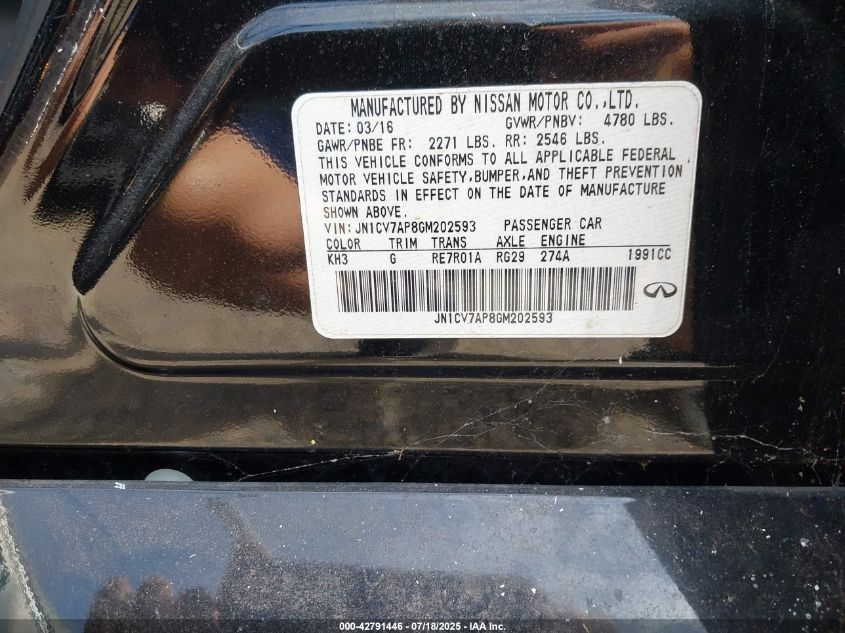 MANUFACTURED BY NISSAN MOTOR CO.,LTD.
DATE: 03/16 GVWR/PNBV: 4780 LBS.
GAWR/PNBE FR: 2271 LBS. RR: 2546 LBS.
THIS VEHICLE CONFORMS TO ALL APPLICABLE FEDERAL
MOTOR VEHICLE SAFETY,BUMPER,AND THEFT PREVENTION
STANDARDS IN EFFECT ON THE DATE OF MANUFACTURE
SHOWN ABOVE.
VIN: JN1CV7AP8GM202593 PASSENGER CAR
COLOR TRIM TRANS AXLE ENGINE
KH3 G RE7R01A RG29 274A 1991CC
JN1CV7AP8GM202593
000-42791446 - 07/18/2025 - IAA Inc.